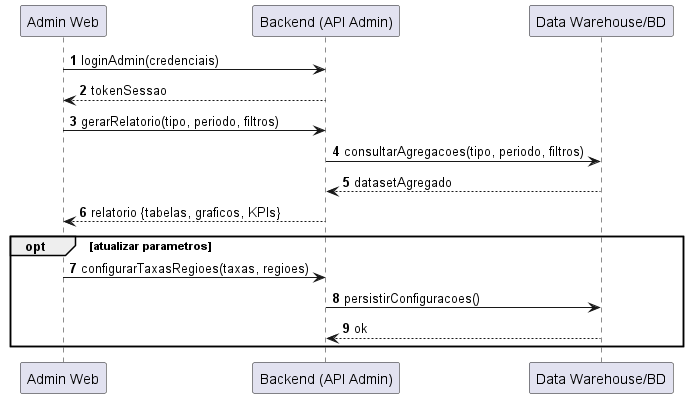 Admin Web
Backend (API Admin)
Data Warehouse/BD
1 loginAdmin(credenciais)
2 tokenSessao
3 gerarRelatorio(tipo, periodo, filtros)
4 consultarAgregacoes(tipo, periodo, filtros)
5 datasetAgregado
6 relatorio {tabelas, graficos, KPIs}
opt [atualizar parametros]
7 configurarTaxasRegioes(taxas, regioes)
8 persistirConfiguracoes()
9 ok
Admin Web
Backend (API Admin)
Data Warehouse/BD